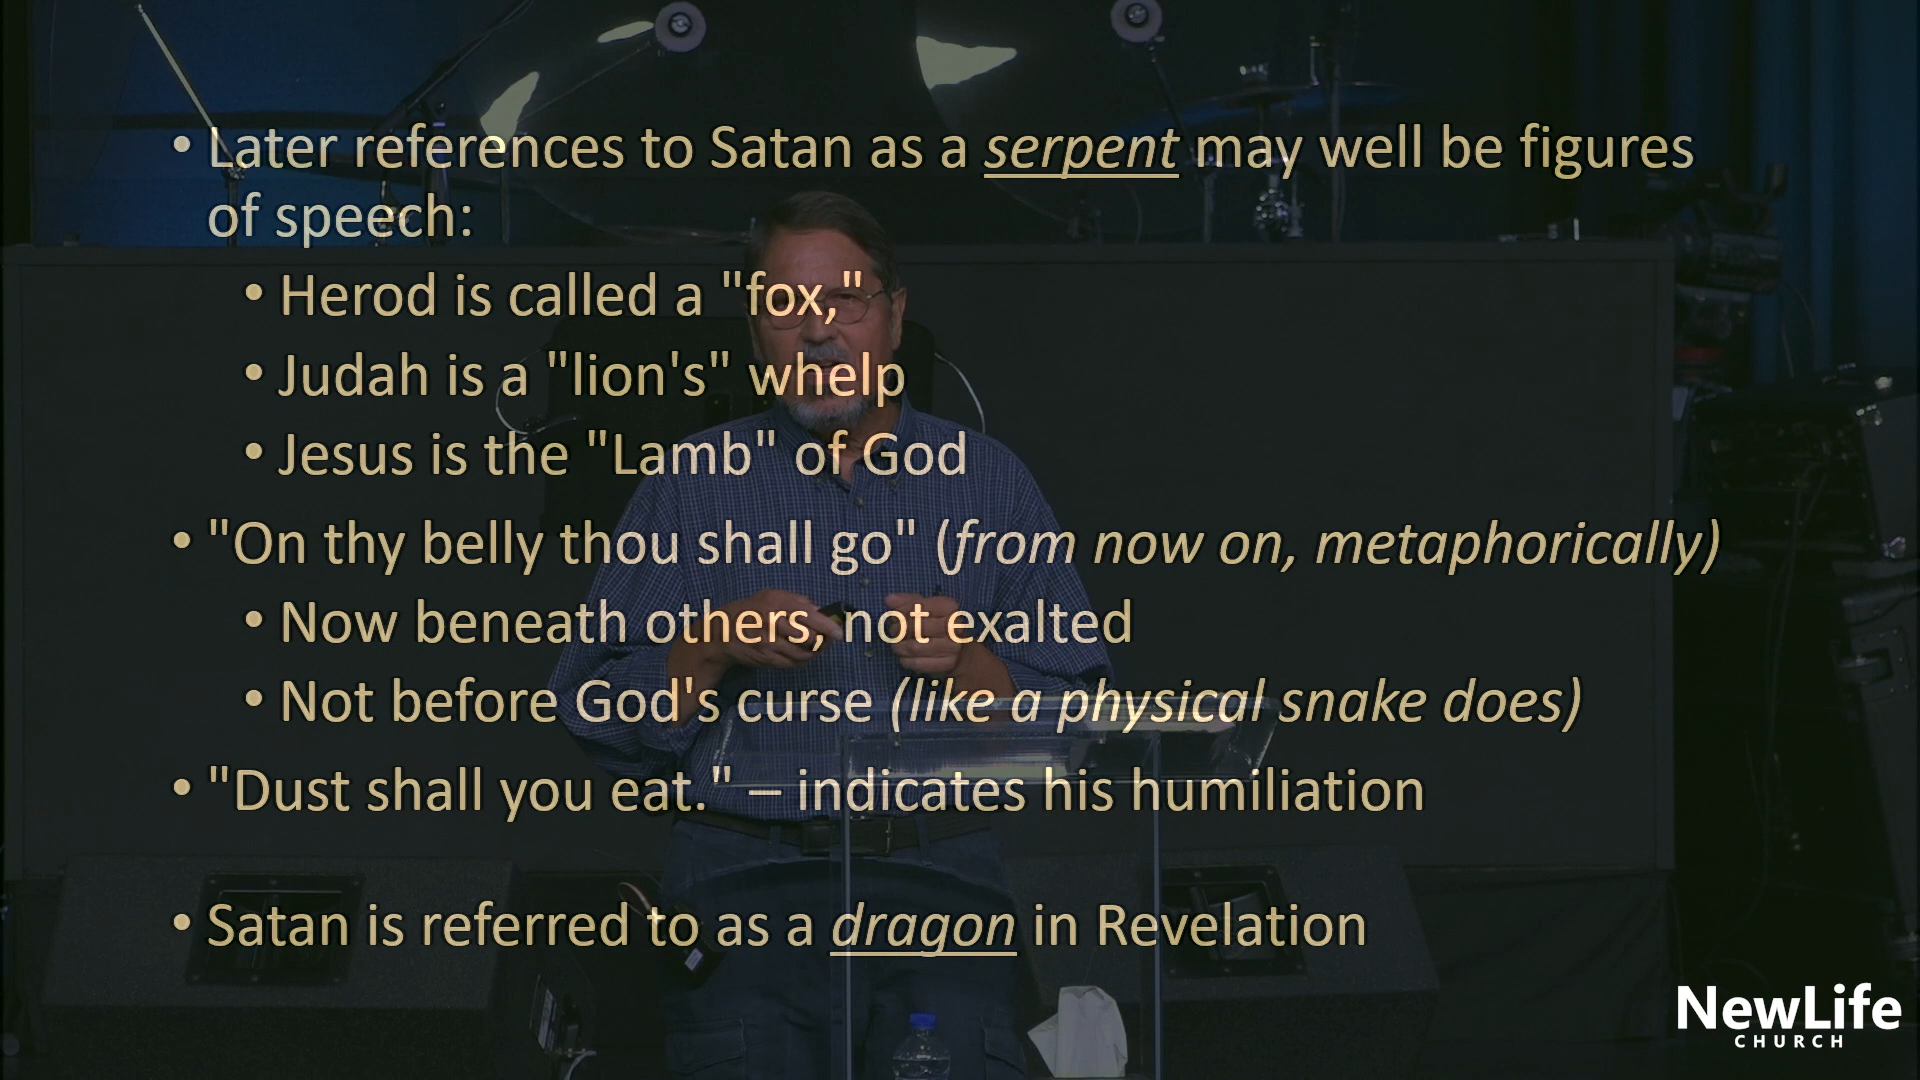 • Later references to Satan as a serpent may well be figures
of speech:
• Herod is called a "fox,"
• Judah is a "lion's" whelp
• Jesus is the "Lamb" of God
• "On thy belly thou shall go" (from now on, metaphorically)
• Now beneath others, not exalted
• Not before God's curse (like a physical snake does)
• "Dust shall you eat." – indicates his humiliation
• Satan is referred to as a dragon in Revelation
NewLife
CHURCH